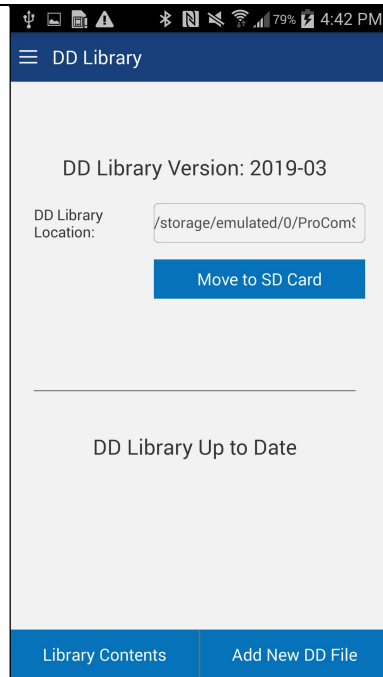 79% 4:42 PM
DD Library
DD Library Version: 2019-03
DD Library
Location:
/storage/emulated/0/ProComS
Move to SD Card
DD Library Up to Date
Library Contents
Add New DD File